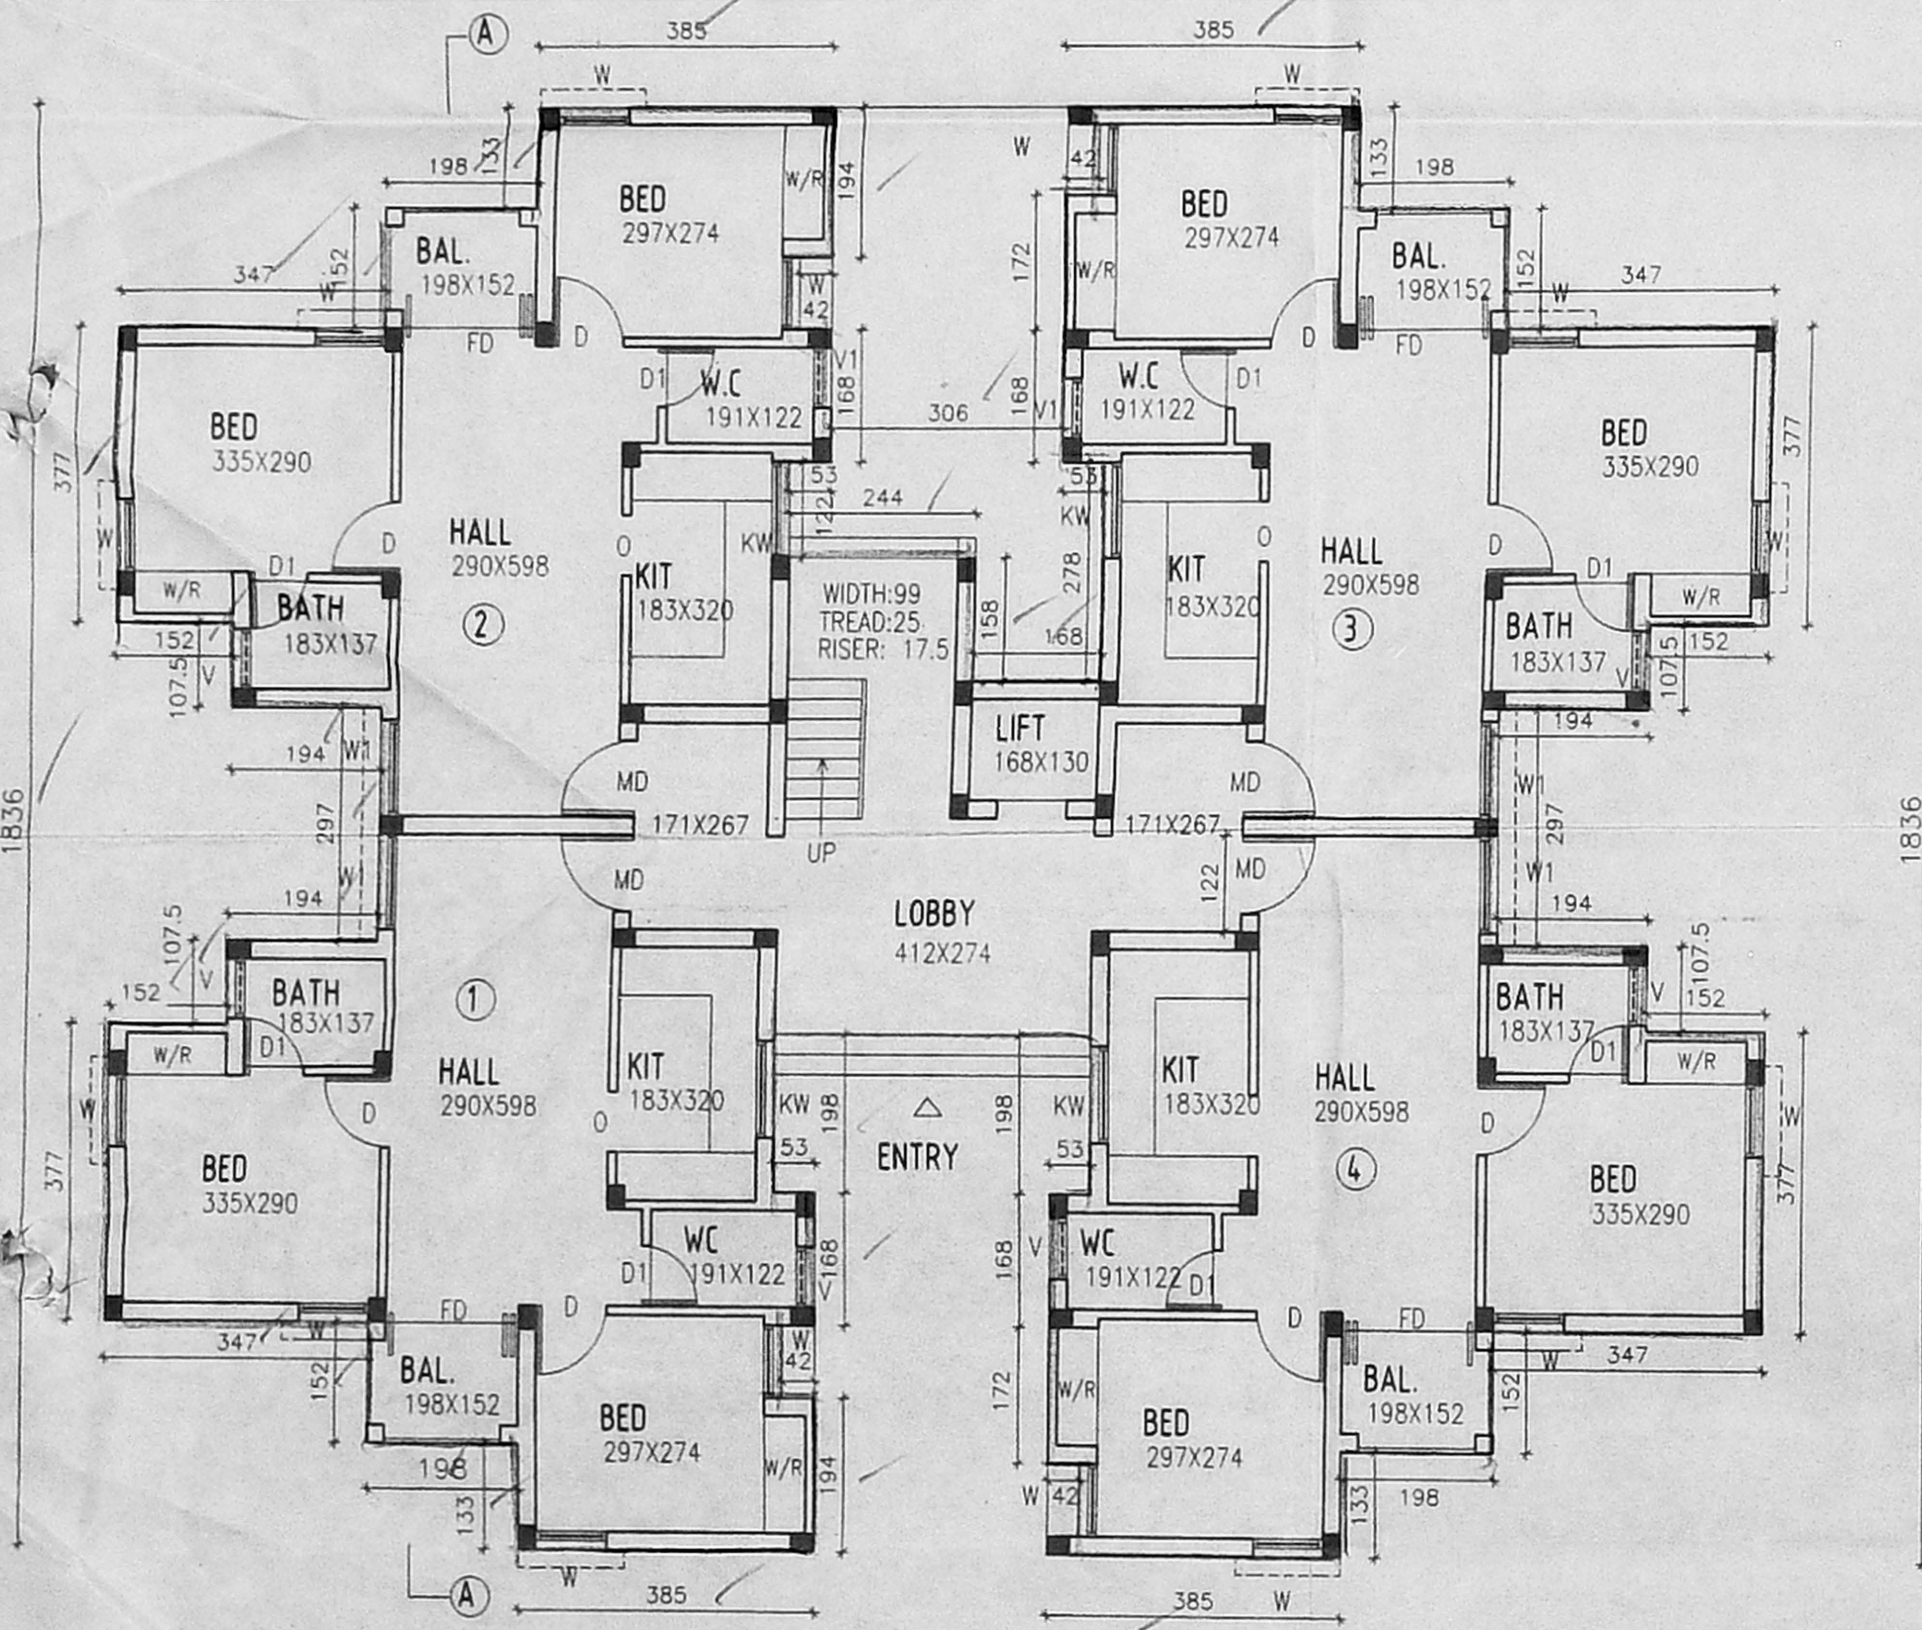 A
385
385
W
W
133
198
BED
297X274
W/R
194
W
42
BED
297X274
133
198
BAL.
198X152
152
347
W
W
42
172
W/R
BAL.
198X152
152
347
W
FD
D
D
FD
D1
W.C
191X122
V1
168
306
168
V1
W.C
191X122
D1
377
BED
335X290
BED
335X290
377
W
D
D1
W/R
BATH
183X137
152
107.5
V
HALL
290X598
2
O
KIT
183X320
KW
53
122
244
WIDTH:99
TREAD:25
RISER: 17.5
158
168
278
53
KW
KIT
183X320
O
HALL
290X598
3
D
D1
W
W/R
BATH
183X137
V
107.5
152
194
W1
194
LIFT
168X130
MD
MD
171X267
171X267
297
W1
297
1836
1836
UP
W1
MD
MD
122
W1
194
194
LOBBY
412X274
107.5
V
152
BATH
183X137
W/R
D1
1
HALL
290X598
KIT
183X320
O
KW
198
53
ENTRY
198
KW
53
KIT
183X320
HALL
290X598
4
BATH
183X137
V
107.5
152
D1
W/R
W
D
D
W
377
BED
335X290
BED
335X290
377
WC
191X122
D1
V
168
168
V
WC
191X122
D1
FD
D
D
FD
347
W
152
BAL.
198X152
W
42
172
W/R
W
347
152
BAL.
198X152
198
133
BED
297X274
W/R
194
W
42
BED
297X274
133
198
W
A
385
385
W